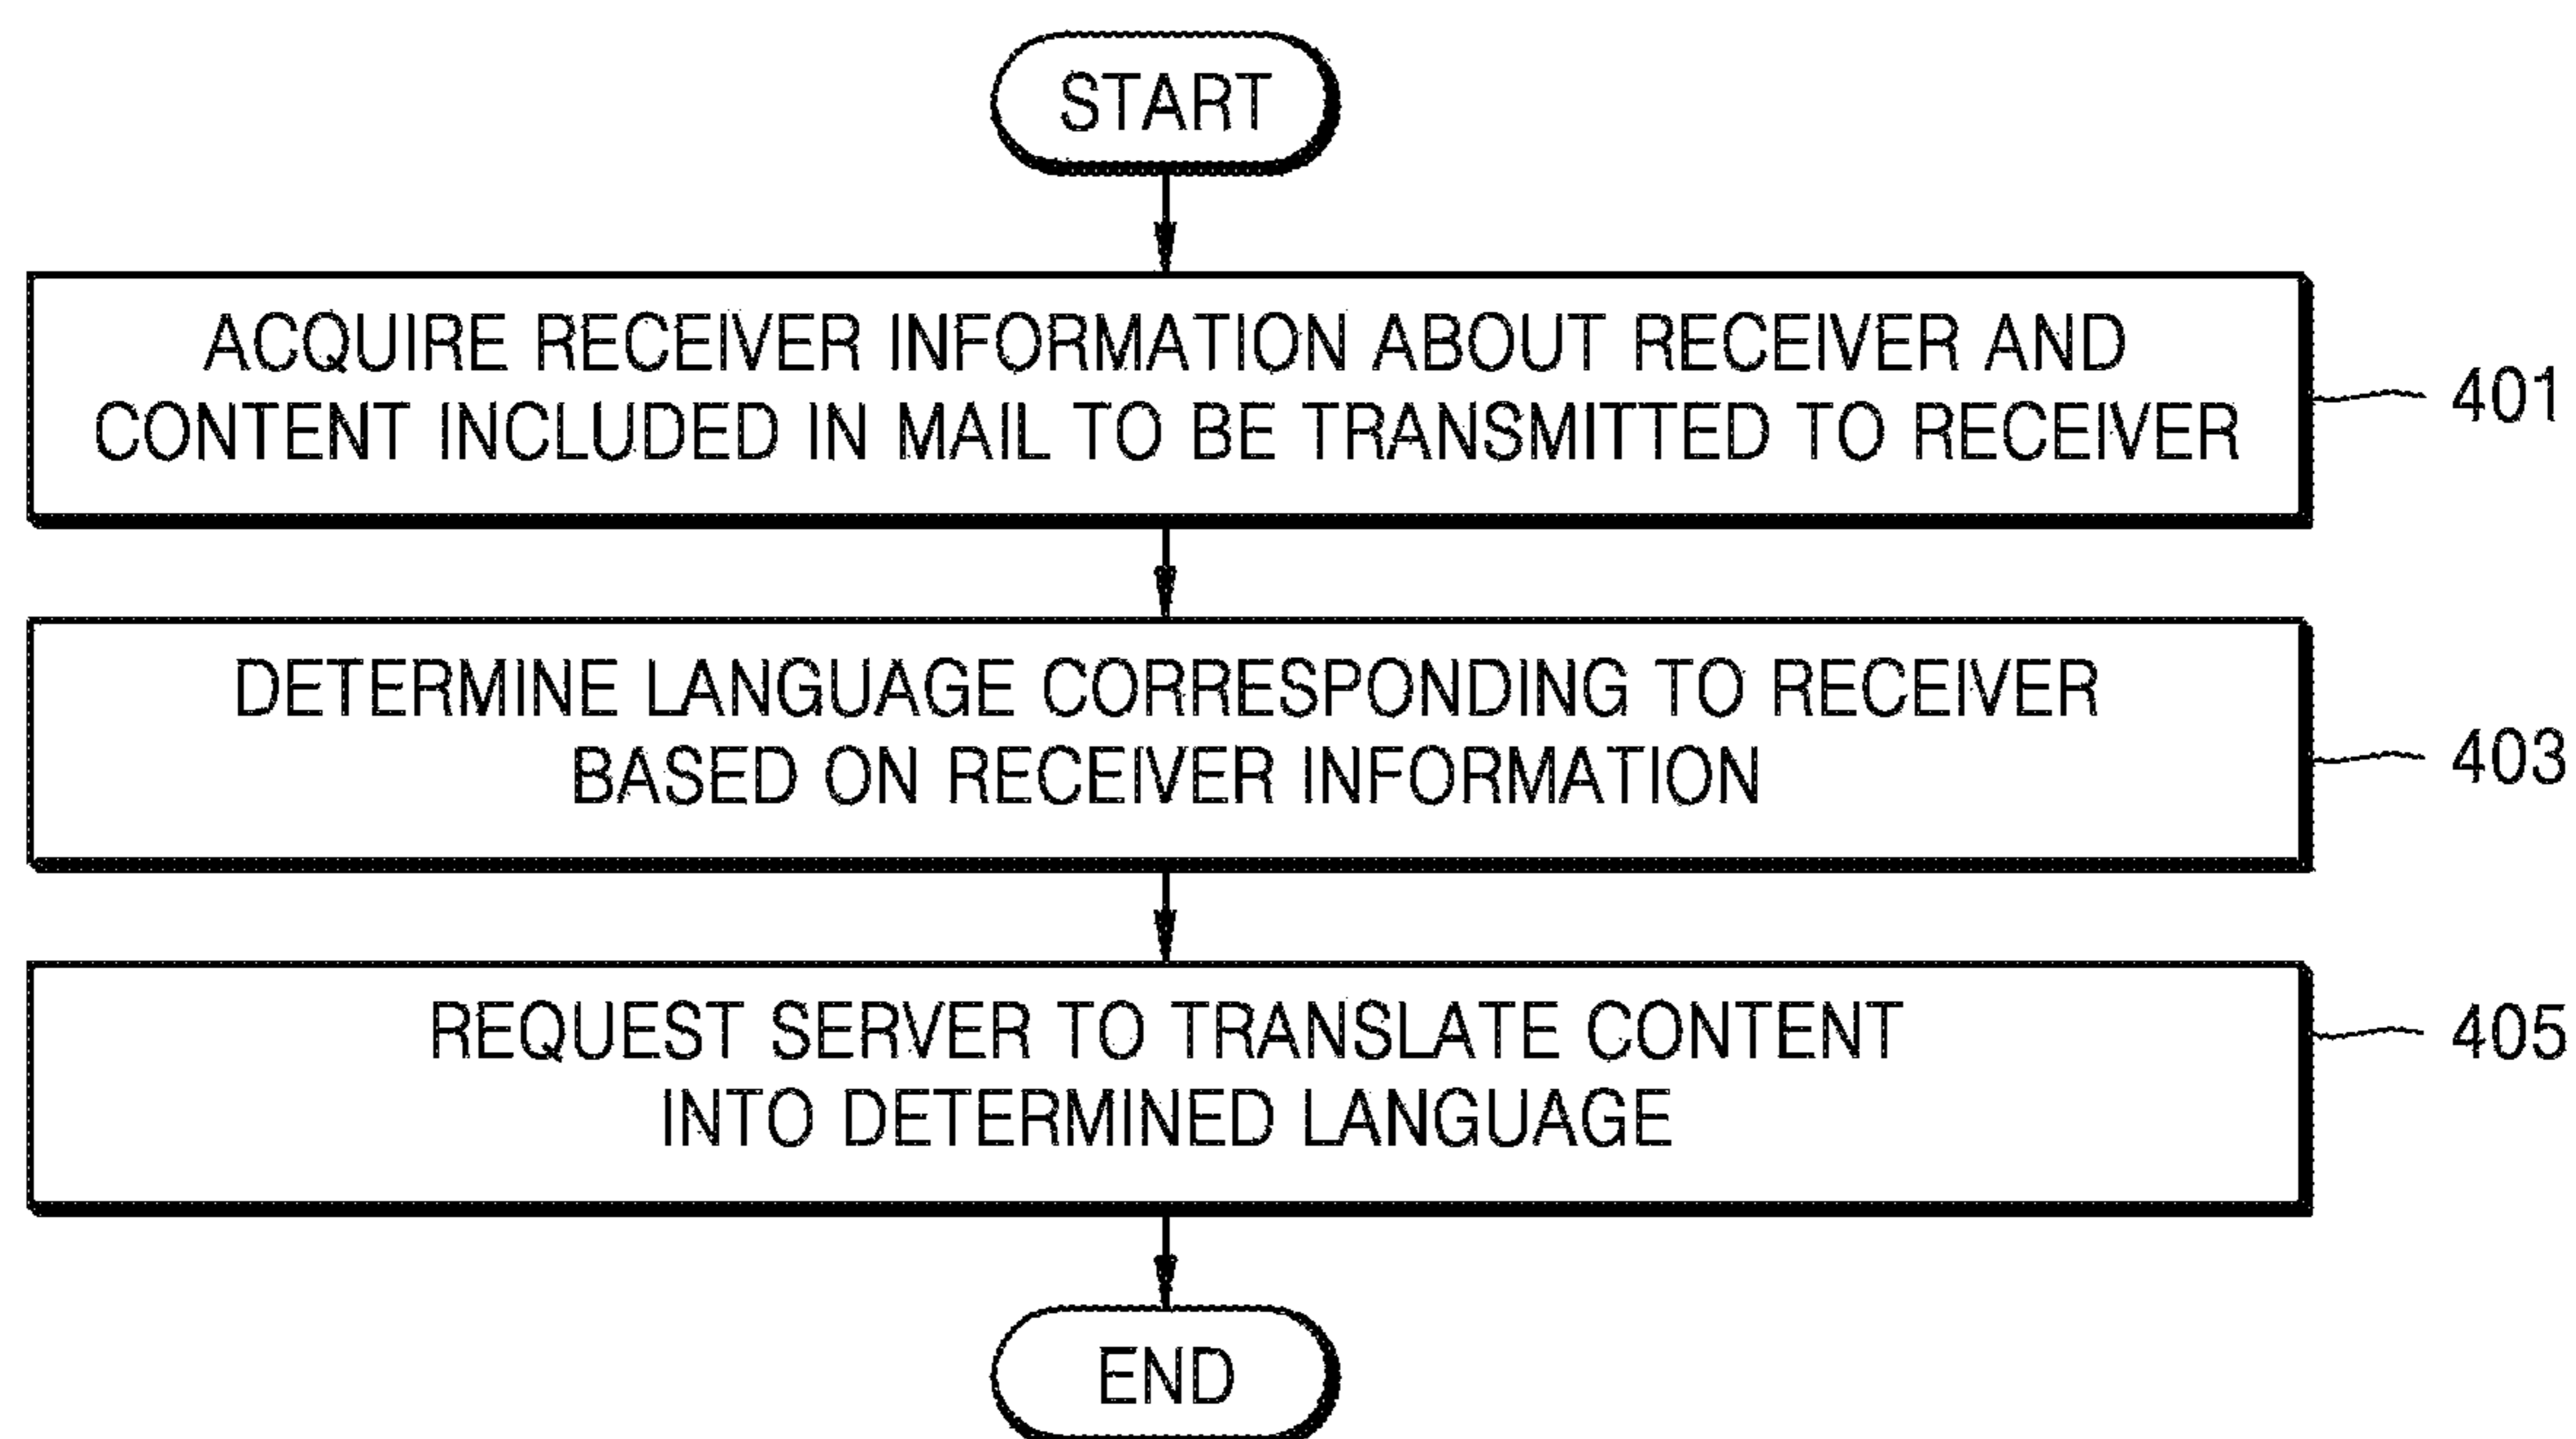 START
ACQUIRE RECEIVER INFORMATION ABOUT RECEIVER AND
CONTENT INCLUDED IN MAIL TO BE TRANSMITTED TO RECEIVER
401
DETERMINE LANGUAGE CORRESPONDING TO RECEIVER
BASED ON RECEIVER INFORMATION
403
REQUEST SERVER TO TRANSLATE CONTENT
INTO DETERMINED LANGUAGE
405
END